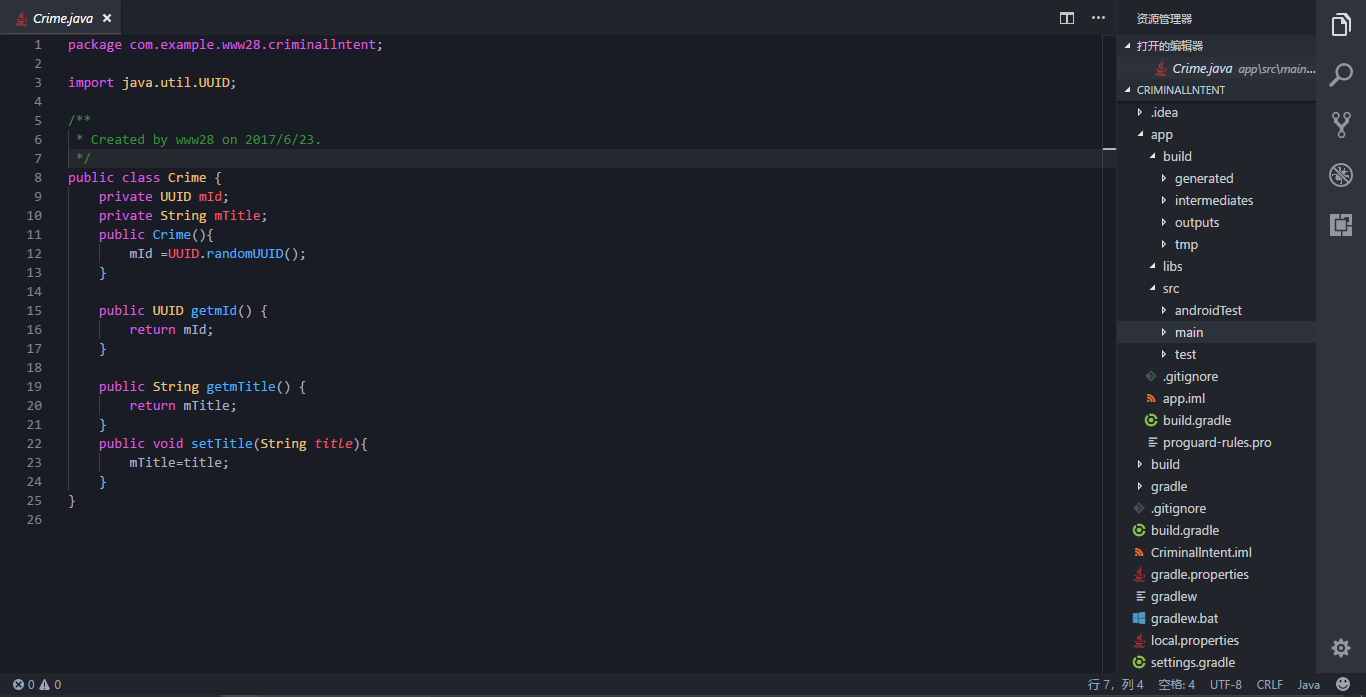 Crime.java
1 package com.example.www28.criminallntent;
2
3 import java.util.UUID;
4
5 /**
6  * Created by www28 on 2017/6/23.
7  */
8 public class Crime {
9     private UUID mId;
10     private String mTitle;
11     public Crime(){
12         mId =UUID.randomUUID();
13     }
14
15     public UUID getmId() {
16         return mId;
17     }
18
19     public String getmTitle() {
20         return mTitle;
21     }
22     public void setTitle(String title){
23         mTitle=title;
24     }
25 }
26
资源管理器
打开的编辑器
Crime.java app\src\main...
CRIMINALLNTENT
.idea
app
build
generated
intermediates
outputs
tmp
libs
src
androidTest
main
test
.gitignore
app.iml
build.gradle
proguard-rules.pro
build
gradle
.gitignore
build.gradle
Criminallntent.iml
gradle.properties
gradlew
gradlew.bat
local.properties
settings.gradle
0 0 行 7，列 4 空格: 4 UTF-8 CRLF Java